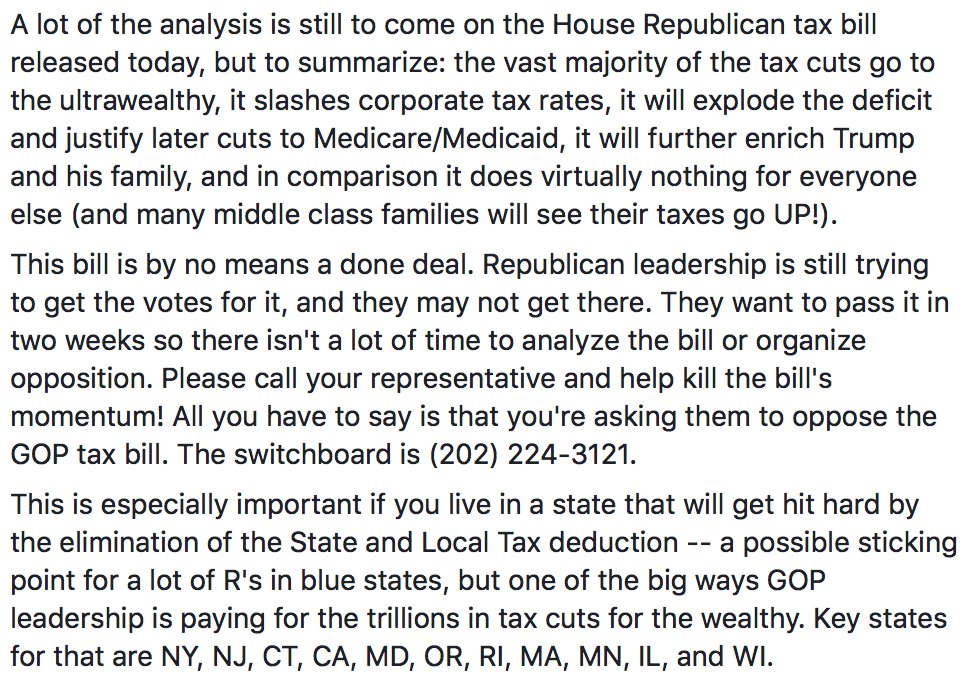 A lot of the analysis is still to come on the House Republican tax bill
released today, but to summarize: the vast majority of the tax cuts go to
the ultrawealthy, it slashes corporate tax rates, it will explode the deficit
and justify later cuts to Medicare/Medicaid, it will further enrich Trump
and his family, and in comparison it does virtually nothing for everyone
else (and many middle class families will see their taxes go UP!).
This bill is by no means a done deal. Republican leadership is still trying
to get the votes for it, and they may not get there. They want to pass it in
two weeks so there isn't a lot of time to analyze the bill or organize
opposition. Please call your representative and help kill the bill's
momentum! All you have to say is that you're asking them to oppose the
GOP tax bill. The switchboard is (202) 224-3121.
This is especially important if you live in a state that will get hit hard by
the elimination of the State and Local Tax deduction -- a possible sticking
point for a lot of R's in blue states, but one of the big ways GOP
leadership is paying for the trillions in tax cuts for the wealthy. Key states
for that are NY, NJ, CT, CA, MD, OR, RI, MA, MN, IL, and WI.